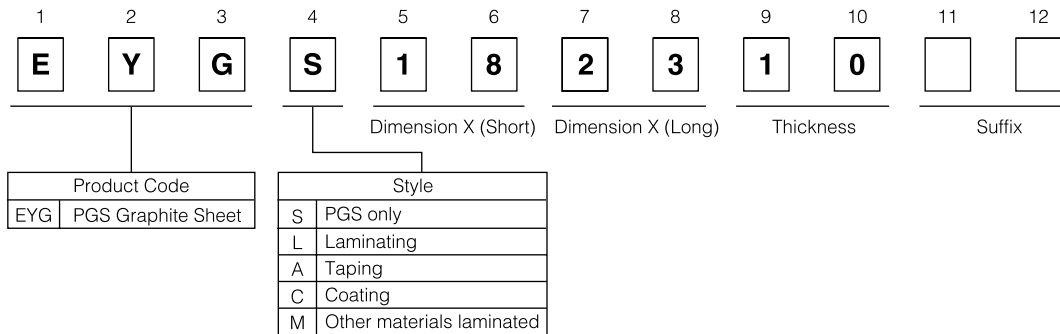 1 2 3 4 5 6 7 8 9 10 11 12
E Y G S 1 8 2 3 1 0
Dimension X (Short) Dimension X (Long) Thickness Suffix
Product Code
EYG PGS Graphite Sheet
Style
S PGS only
L Laminating
A Taping
C Coating
M Other materials laminated